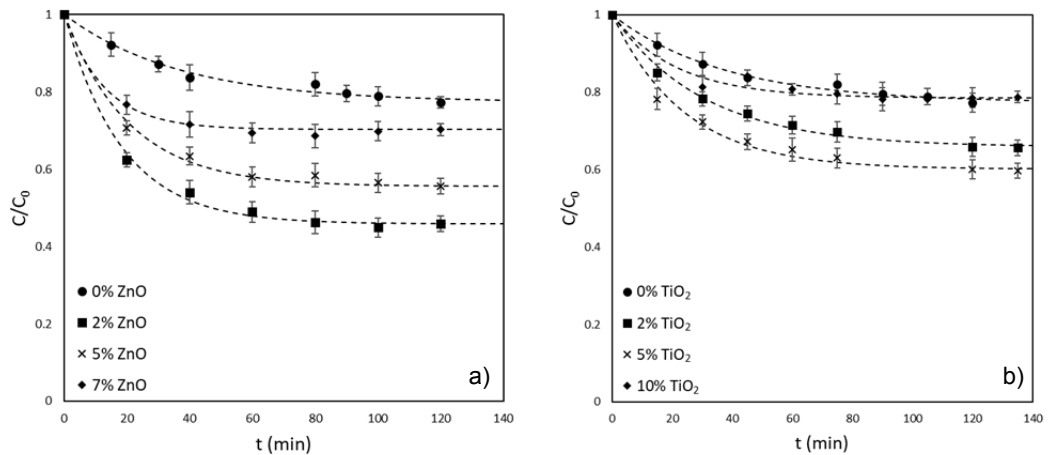 1
0.8
0.6
0.4
0.2
0
C/C₀
0 20 40 60 80 100 120 140
t (min)
0% ZnO
2% ZnO
5% ZnO
7% ZnO
a)
1
0.8
0.6
0.4
0.2
0
C/C₀
0 20 40 60 80 100 120 140
t (min)
0% TiO₂
2% TiO₂
5% TiO₂
10% TiO₂
b)